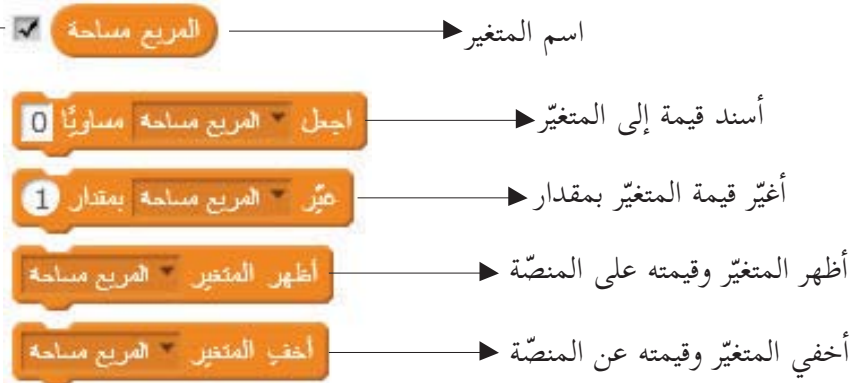 اسم المتغير المربع مساحة
أسند قيمة إلى المتغيّر اجعل المربع مساحة مساويًا 0
أغيّر قيمة المتغيّر بمقدار غيّر المربع مساحة بمقدار 1
أظهر المتغيّر وقيمته على المنصّة أظهر المتغير المربع مساحة
أخفي المتغيّر وقيمته عن المنصّة أخفِ المتغير المربع مساحة